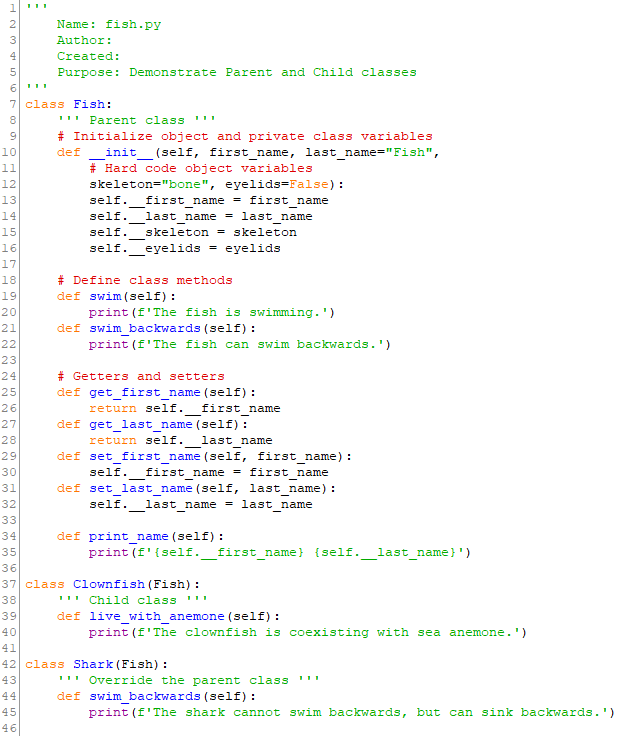 1 '''
2     Name: fish.py
3     Author:
4     Created:
5     Purpose: Demonstrate Parent and Child classes
6 '''
7 class Fish:
8     ''' Parent class '''
9     # Initialize object and private class variables
10     def __init__(self, first_name, last_name="Fish",
11         # Hard code object variables
12         skeleton="bone", eyelids=False):
13         self.__first_name = first_name
14         self.__last_name = last_name
15         self.__skeleton = skeleton
16         self.__eyelids = eyelids
17
18     # Define class methods
19     def swim(self):
20         print(f'The fish is swimming.')
21     def swim_backwards(self):
22         print(f'The fish can swim backwards.')
23
24     # Getters and setters
25     def get_first_name(self):
26         return self.__first_name
27     def get_last_name(self):
28         return self.__last_name
29     def set_first_name(self, first_name):
30         self.__first_name = first_name
31     def set_last_name(self, last_name):
32         self.__last_name = last_name
33
34     def print_name(self):
35         print(f'{self.__first_name} {self.__last_name}')
36
37 class Clownfish(Fish):
38     ''' Child class '''
39     def live_with_anemone(self):
40         print(f'The clownfish is coexisting with sea anemone.')
41
42 class Shark(Fish):
43     ''' Override the parent class '''
44     def swim_backwards(self):
45         print(f'The shark cannot swim backwards, but can sink backwards.')
46